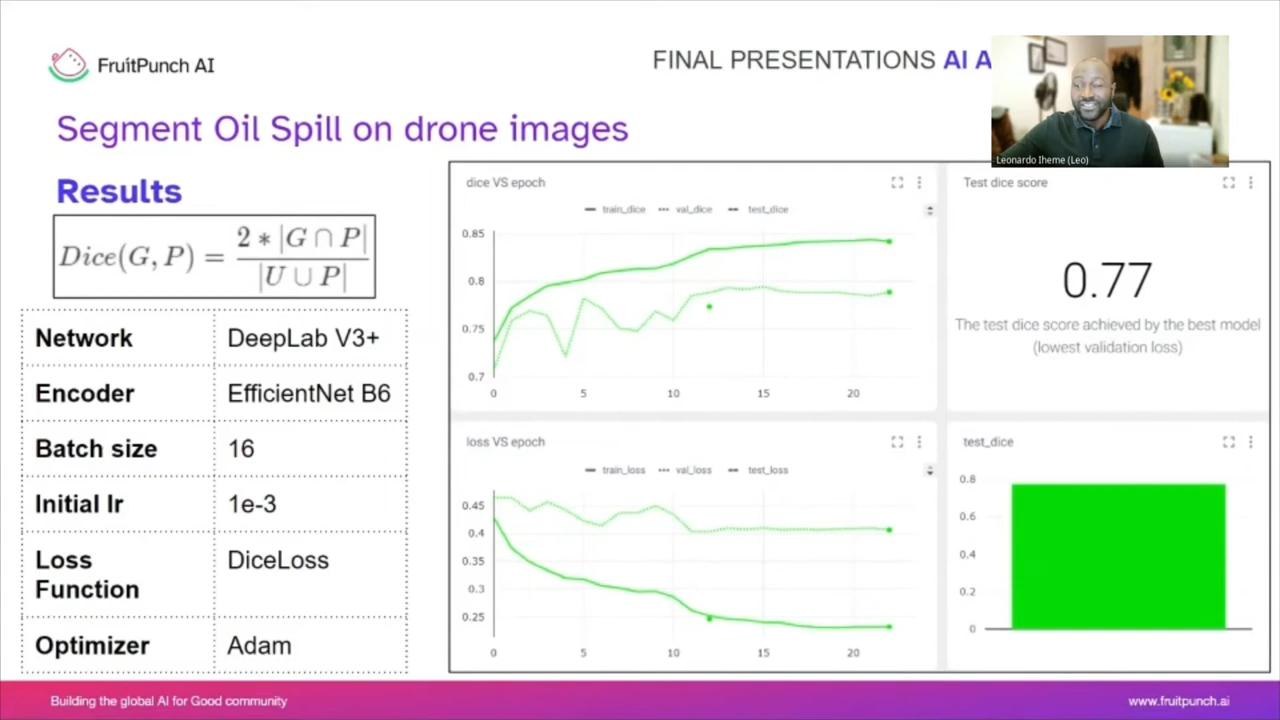 FruitPunch AI
FINAL PRESENTATIONS AI A
Leonardo Iheme (Leo)
Segment Oil Spill on drone images
Results
Dice(G, P) = 2 * |G ∩ P| / |U ∪ P|
Network DeepLab V3+
Encoder EfficientNet B6
Batch size 16
Initial lr 1e-3
Loss Function DiceLoss
Optimizer Adam
dice VS epoch
train_dice val_dice test_dice
0.85
0.8
0.75
0.7
0 5 10 15 20
Test dice score
0.77
The test dice score achieved by the best model
(lowest validation loss)
loss VS epoch
train_loss val_loss test_loss
0.45
0.4
0.35
0.3
0.25
0 5 10 15 20
test_dice
0.8
0.6
0.4
0.2
0
Building the global AI for Good community
www.fruitpunch.ai